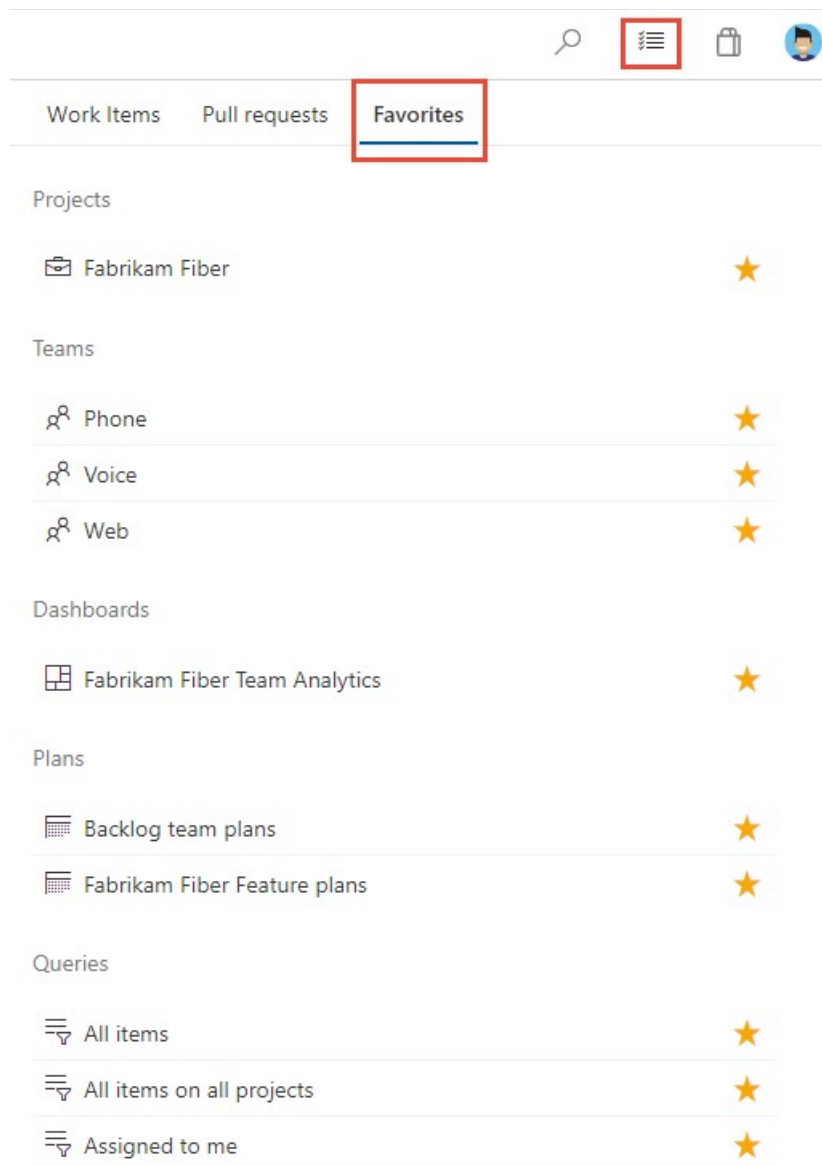 Work Items Pull requests Favorites
Projects
Fabrikam Fiber
Teams
Phone
Voice
Web
Dashboards
Fabrikam Fiber Team Analytics
Plans
Backlog team plans
Fabrikam Fiber Feature plans
Queries
All items
All items on all projects
Assigned to me